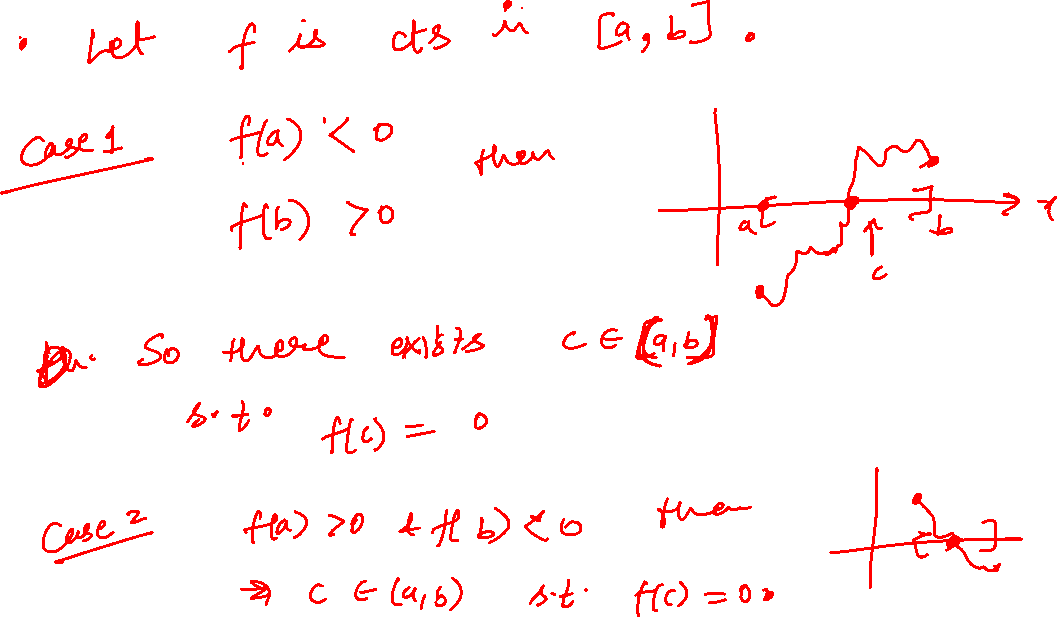 • Let f is cts in [a, b].
Case 1 f(a) < 0 then
f(b) > 0
a b x
c
So there exists c ∈ [a,b]
s.t. f(c) = 0
Case 2 f(a) > 0 & f(b) < 0 then
⇒ c ∈ (a,b) s.t. f(c) = 0.